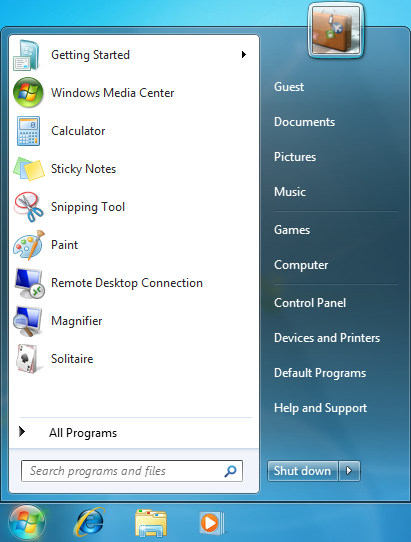 Getting Started
Windows Media Center
Calculator
Sticky Notes
Snipping Tool
Paint
Remote Desktop Connection
Magnifier
Solitaire
All Programs
Search programs and files
Guest
Documents
Pictures
Music
Games
Computer
Control Panel
Devices and Printers
Default Programs
Help and Support
Shut down